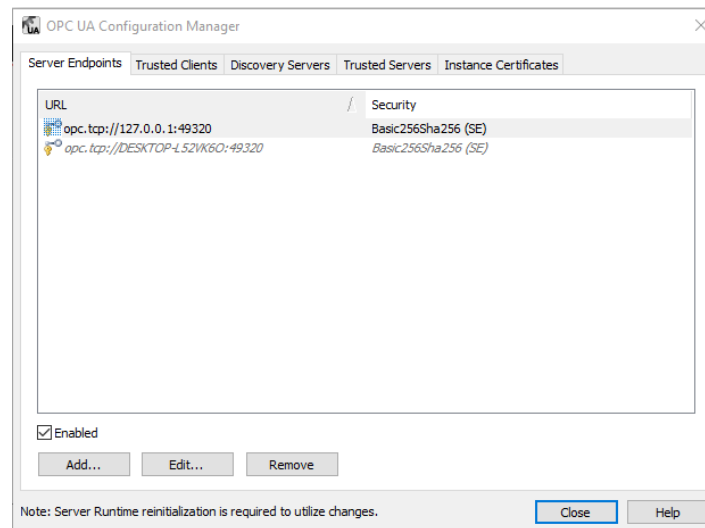 UA OPC UA Configuration Manager
Server Endpoints Trusted Clients Discovery Servers Trusted Servers Instance Certificates
URL / Security
opc.tcp://127.0.0.1:49320 Basic256Sha256 (SE)
opc.tcp://DESKTOP-L52VK6O:49320 Basic256Sha256 (SE)
Enabled
Add... Edit... Remove
Note: Server Runtime reinitialization is required to utilize changes. Close Help